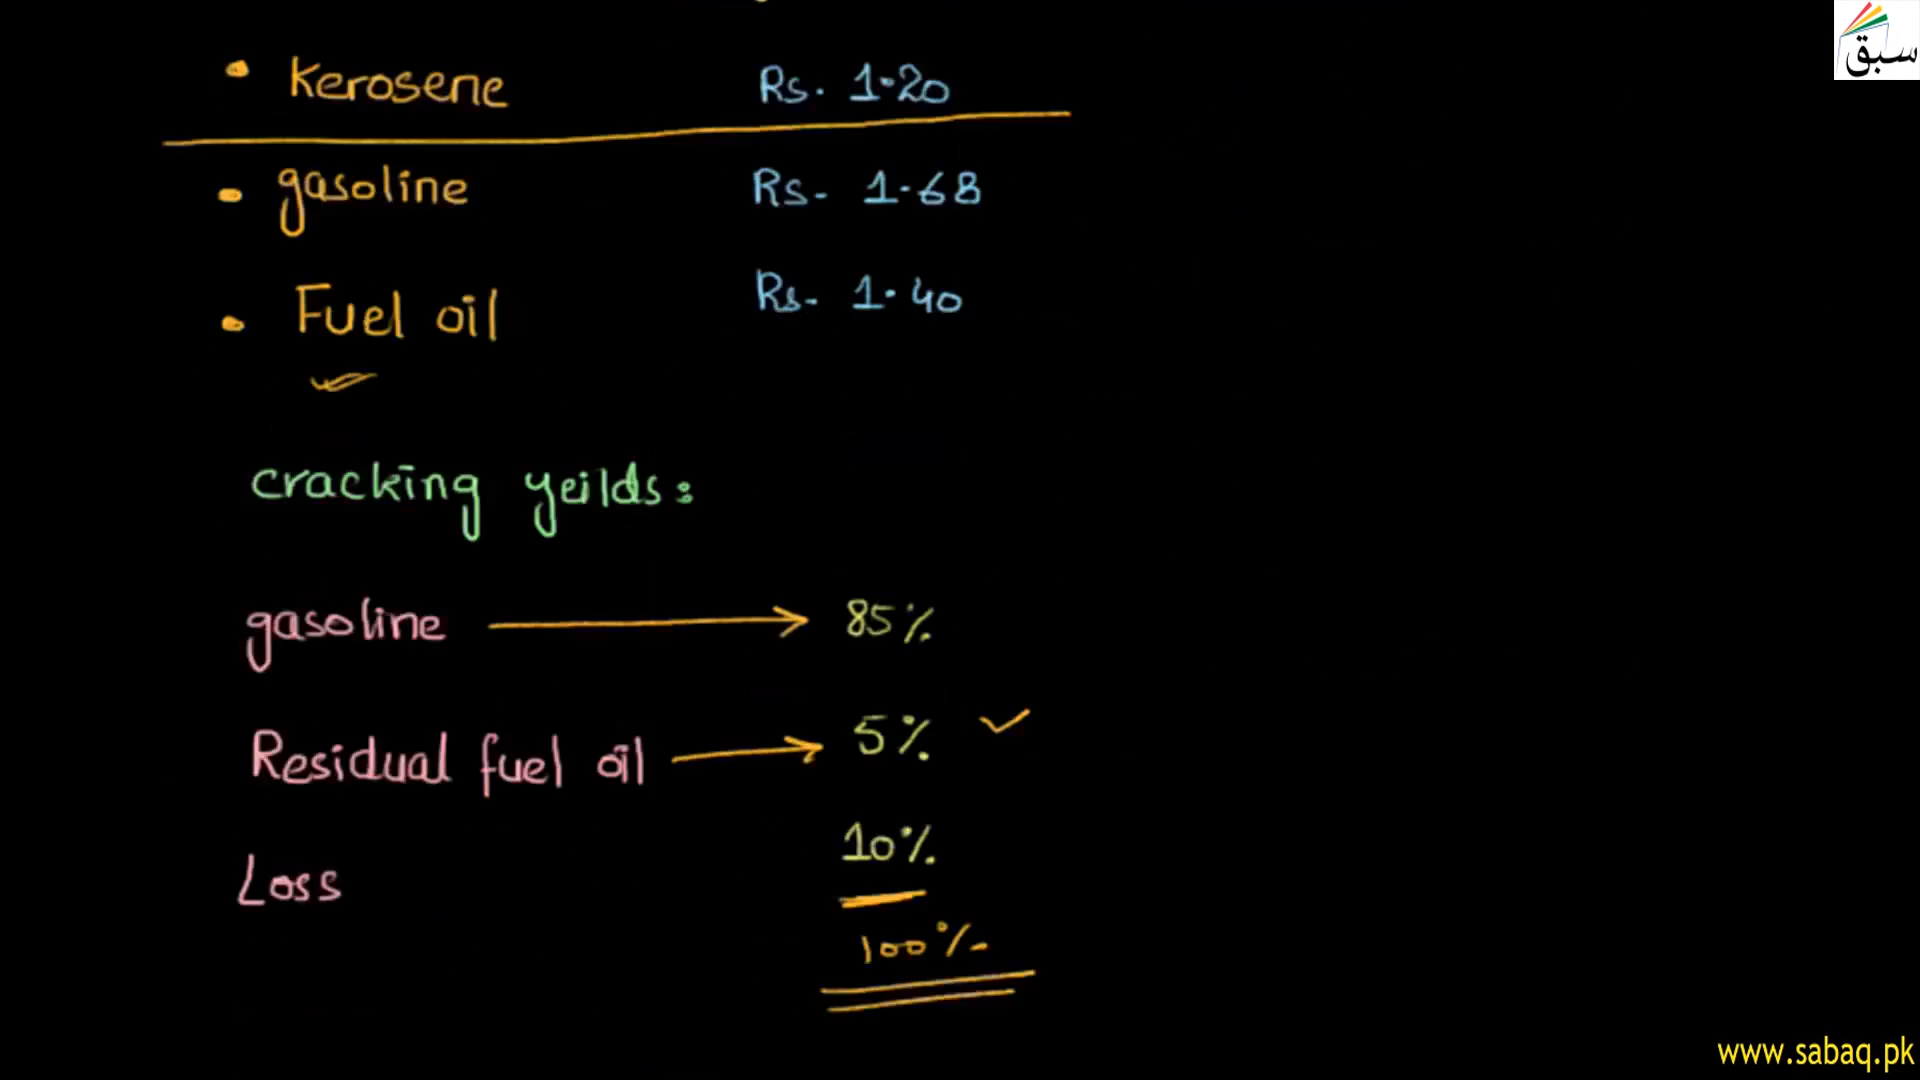 سبق
• Kerosene Rs. 1.20
• gasoline Rs. 1.68
• Fuel oil Rs. 1.40
cracking yeilds:
gasoline → 85%
Residual fuel oil → 5% ✓
Loss 10%
100%
www.sabaq.pk